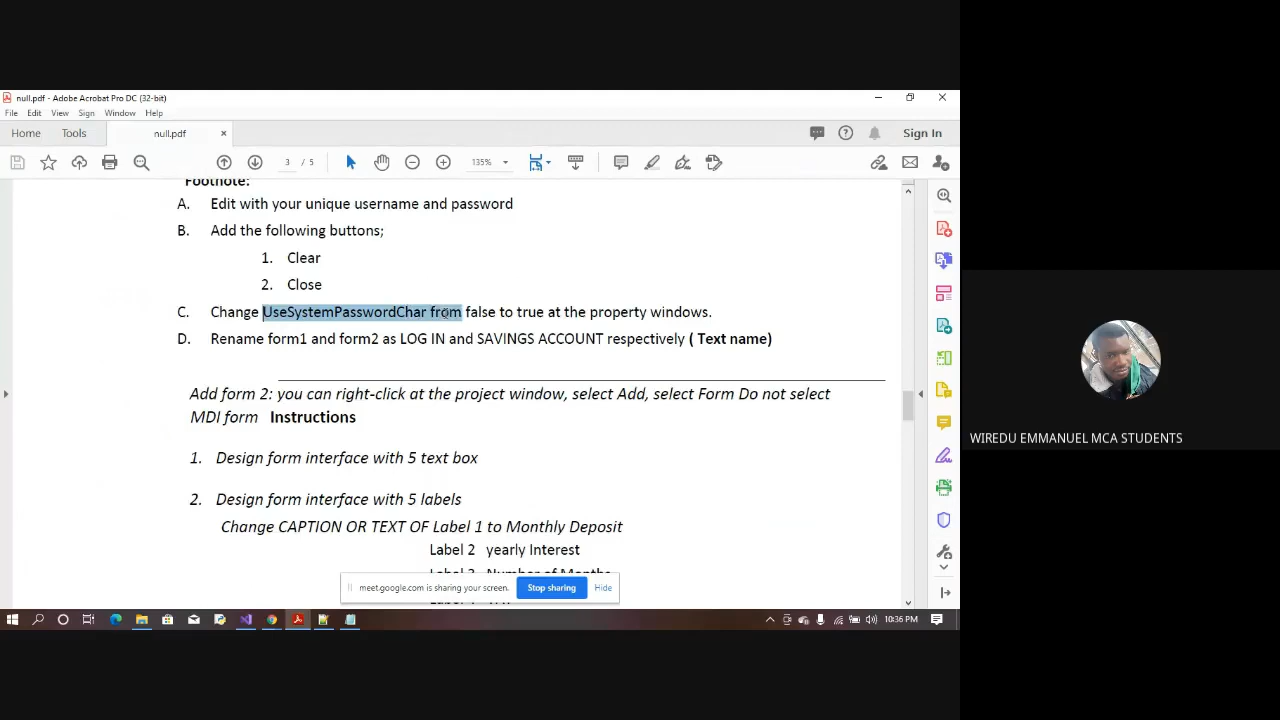 null.pdf - Adobe Acrobat Pro DC (32-bit)
File Edit View Sign Window Help
Home Tools null.pdf × Sign In
3 / 5 135%
Footnote:
A. Edit with your unique username and password
B. Add the following buttons;
1. Clear
2. Close
C. Change UseSystemPasswordChar from false to true at the property windows.
D. Rename form1 and form2 as LOG IN and SAVINGS ACCOUNT respectively ( Text name)
Add form 2: you can right-click at the project window, select Add, select Form Do not select
MDI form Instructions
1. Design form interface with 5 text box
2. Design form interface with 5 labels
Change CAPTION OR TEXT OF Label 1 to Monthly Deposit
Label 2 yearly Interest
Label 3 Number of Months
meet.google.com is sharing your screen. Stop sharing Hide
10:36 PM
WIREDU EMMANUEL MCA STUDENTS